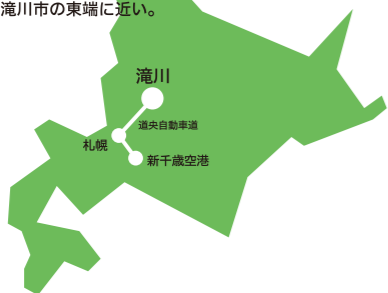 滝川市の東端に近い。
滝川
道央自動車道
札幌
新千歳空港